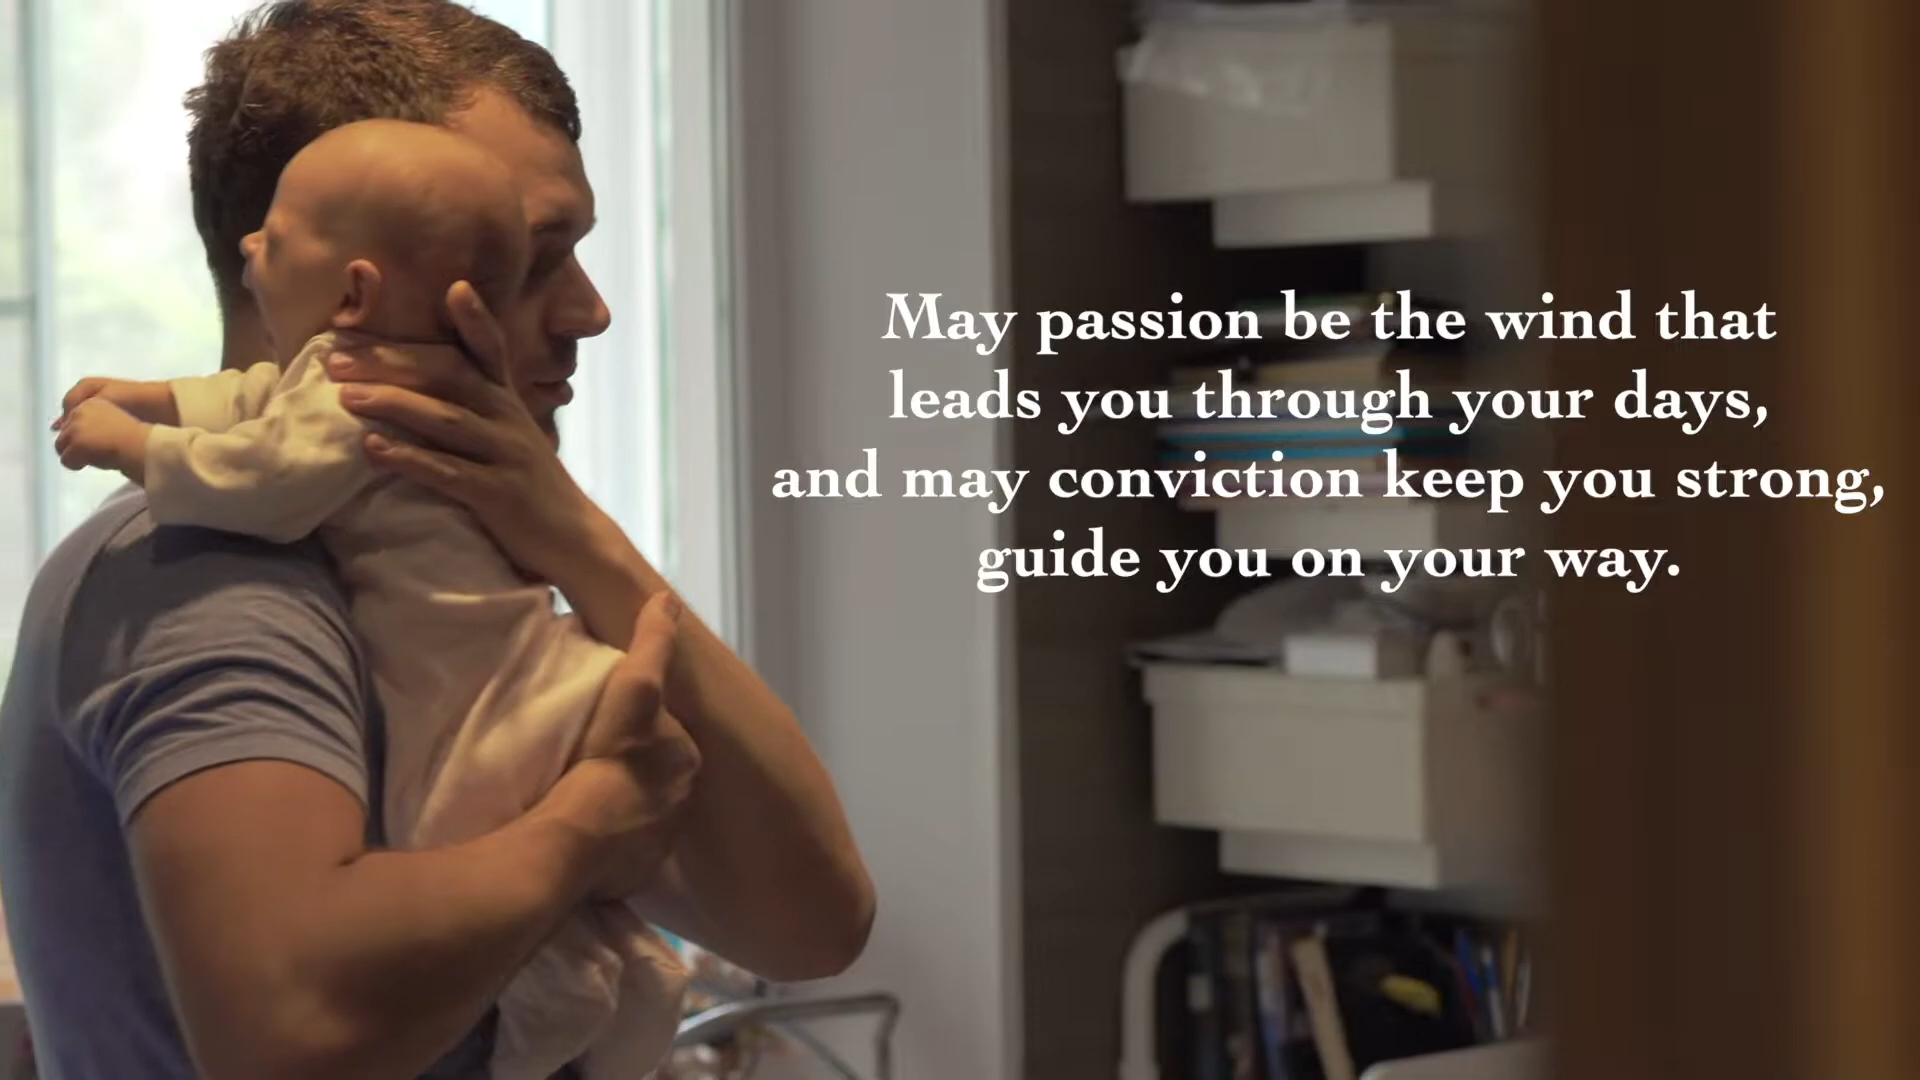 May passion be the wind that
leads you through your days,
and may conviction keep you strong,
guide you on your way.